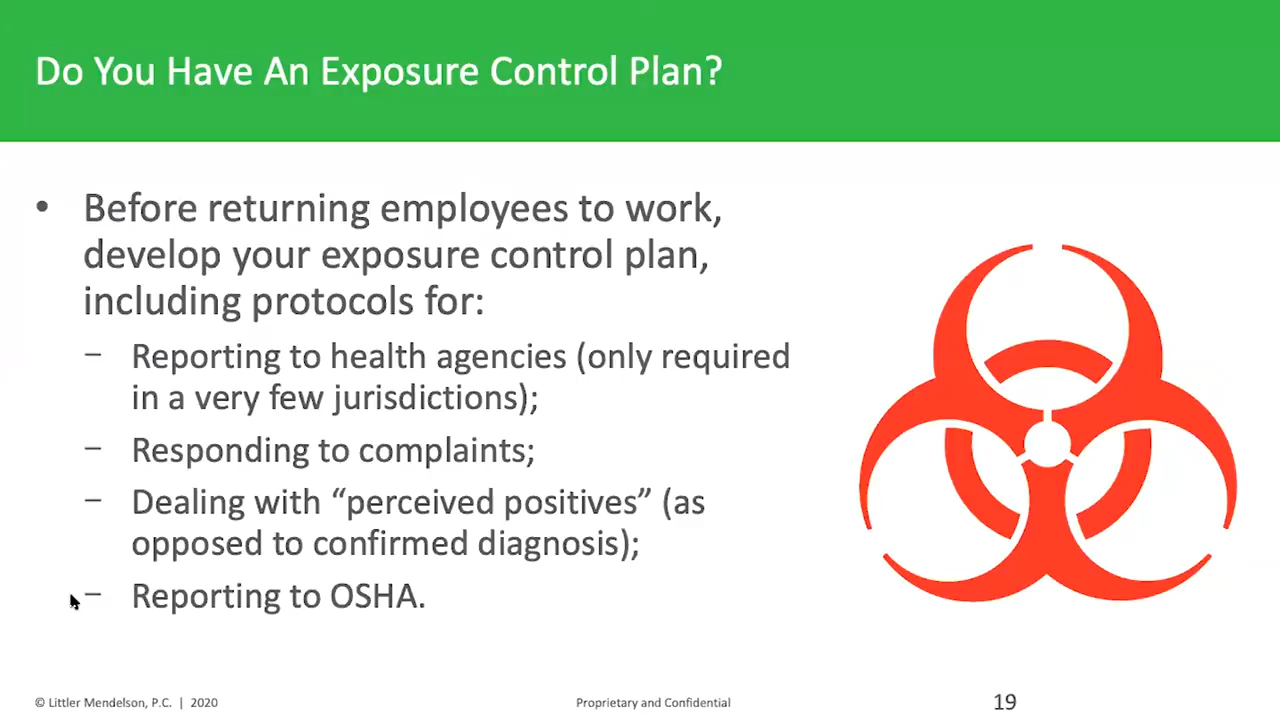 Do You Have An Exposure Control Plan?
• Before returning employees to work,
develop your exposure control plan,
including protocols for:
– Reporting to health agencies (only required
in a very few jurisdictions);
– Responding to complaints;
– Dealing with “perceived positives” (as
opposed to confirmed diagnosis);
– Reporting to OSHA.
© Littler Mendelson, P.C. | 2020
Proprietary and Confidential
19